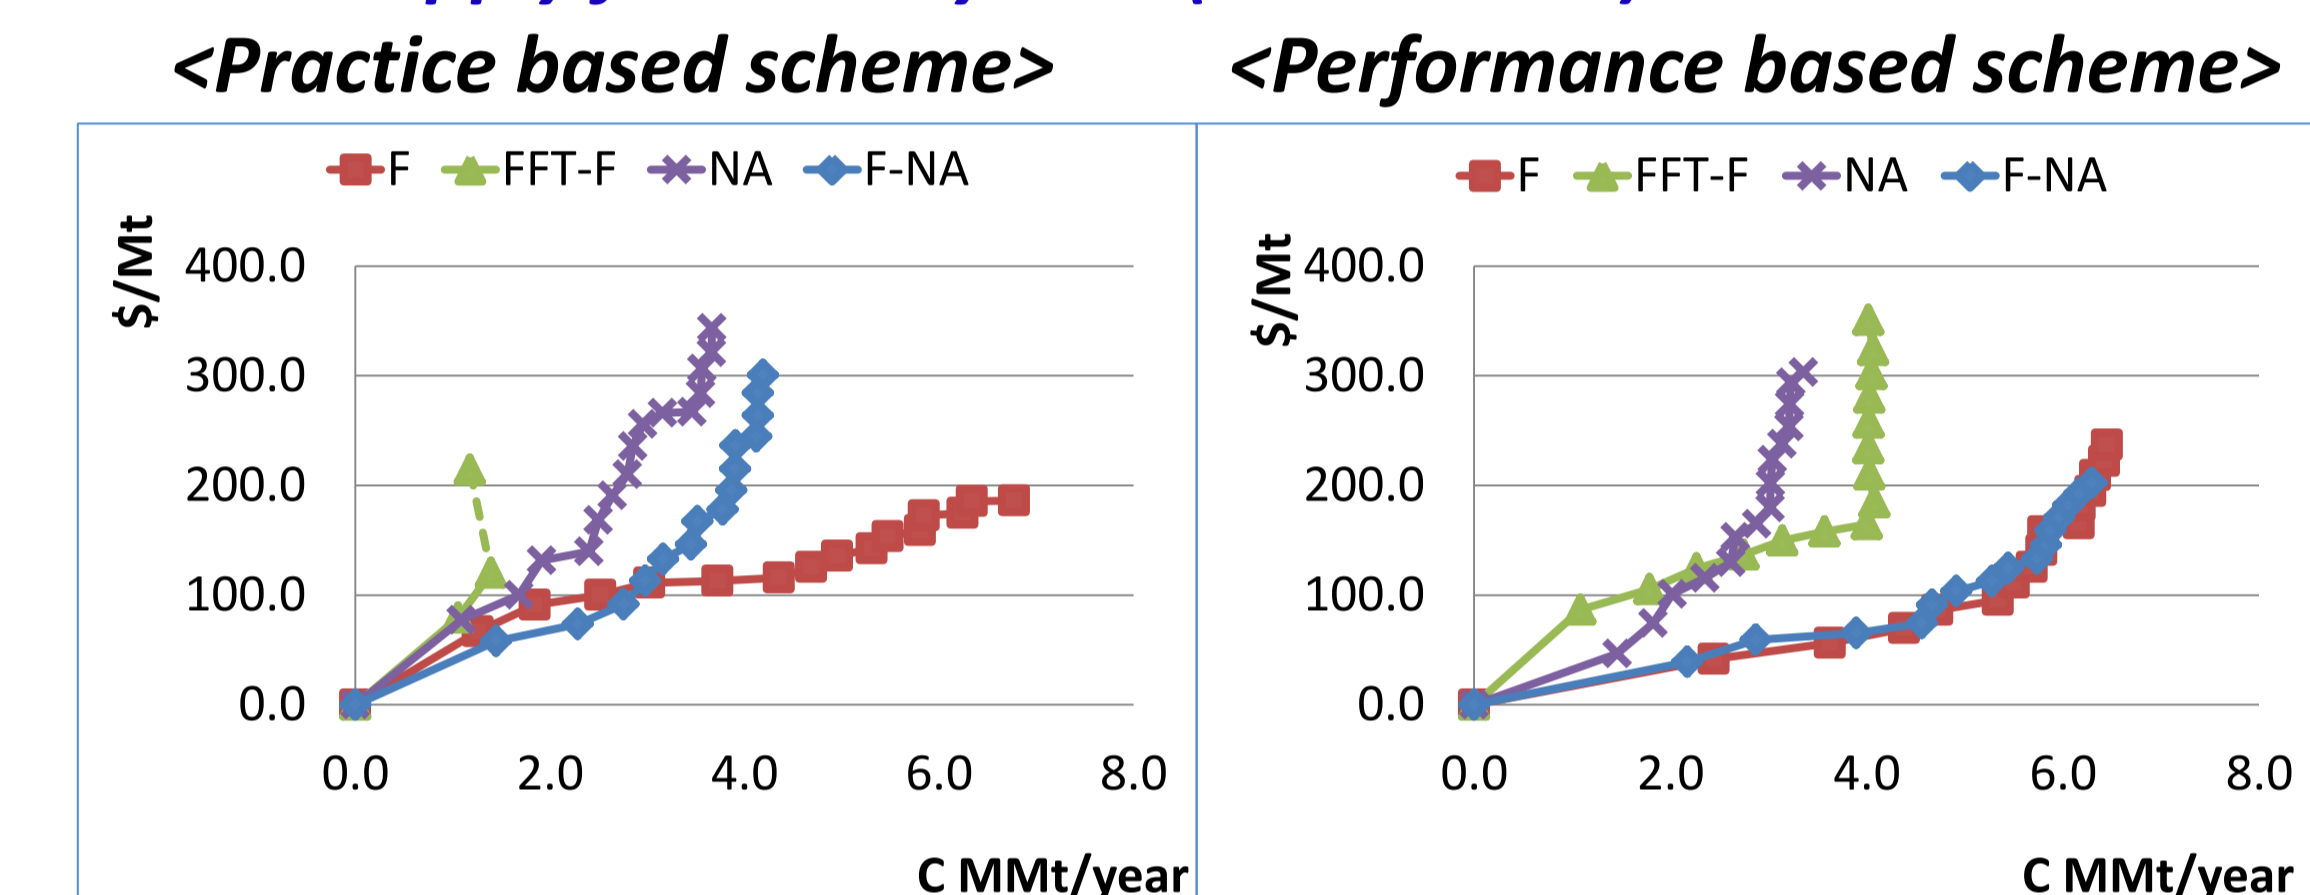 <Practice based scheme>
<Performance based scheme>
F FFT-F NA F-NA
$/Mt
400.0
300.0
200.0
100.0
0.0
0.0 2.0 4.0 6.0 8.0
C MMt/year
F FFT-F NA F-NA
$/Mt
400.0
300.0
200.0
100.0
0.0
0.0 2.0 4.0 6.0 8.0
C MMt/year